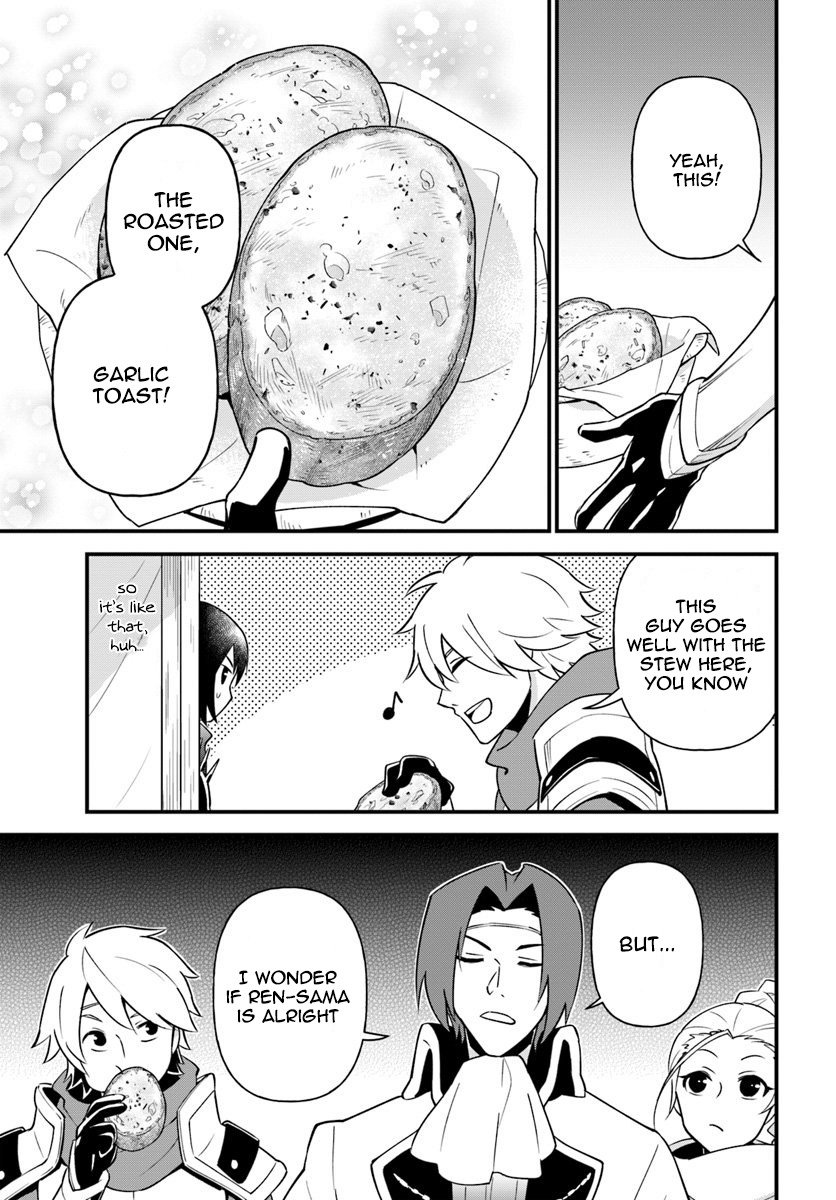 YEAH,
THIS!
THE
ROASTED
ONE,
GARLIC
TOAST!
THIS
GUY GOES
WELL WITH THE
STEW HERE,
YOU KNOW
so
it's like
that,
huh...
BUT...
I WONDER
IF REN-SAMA
IS ALRIGHT